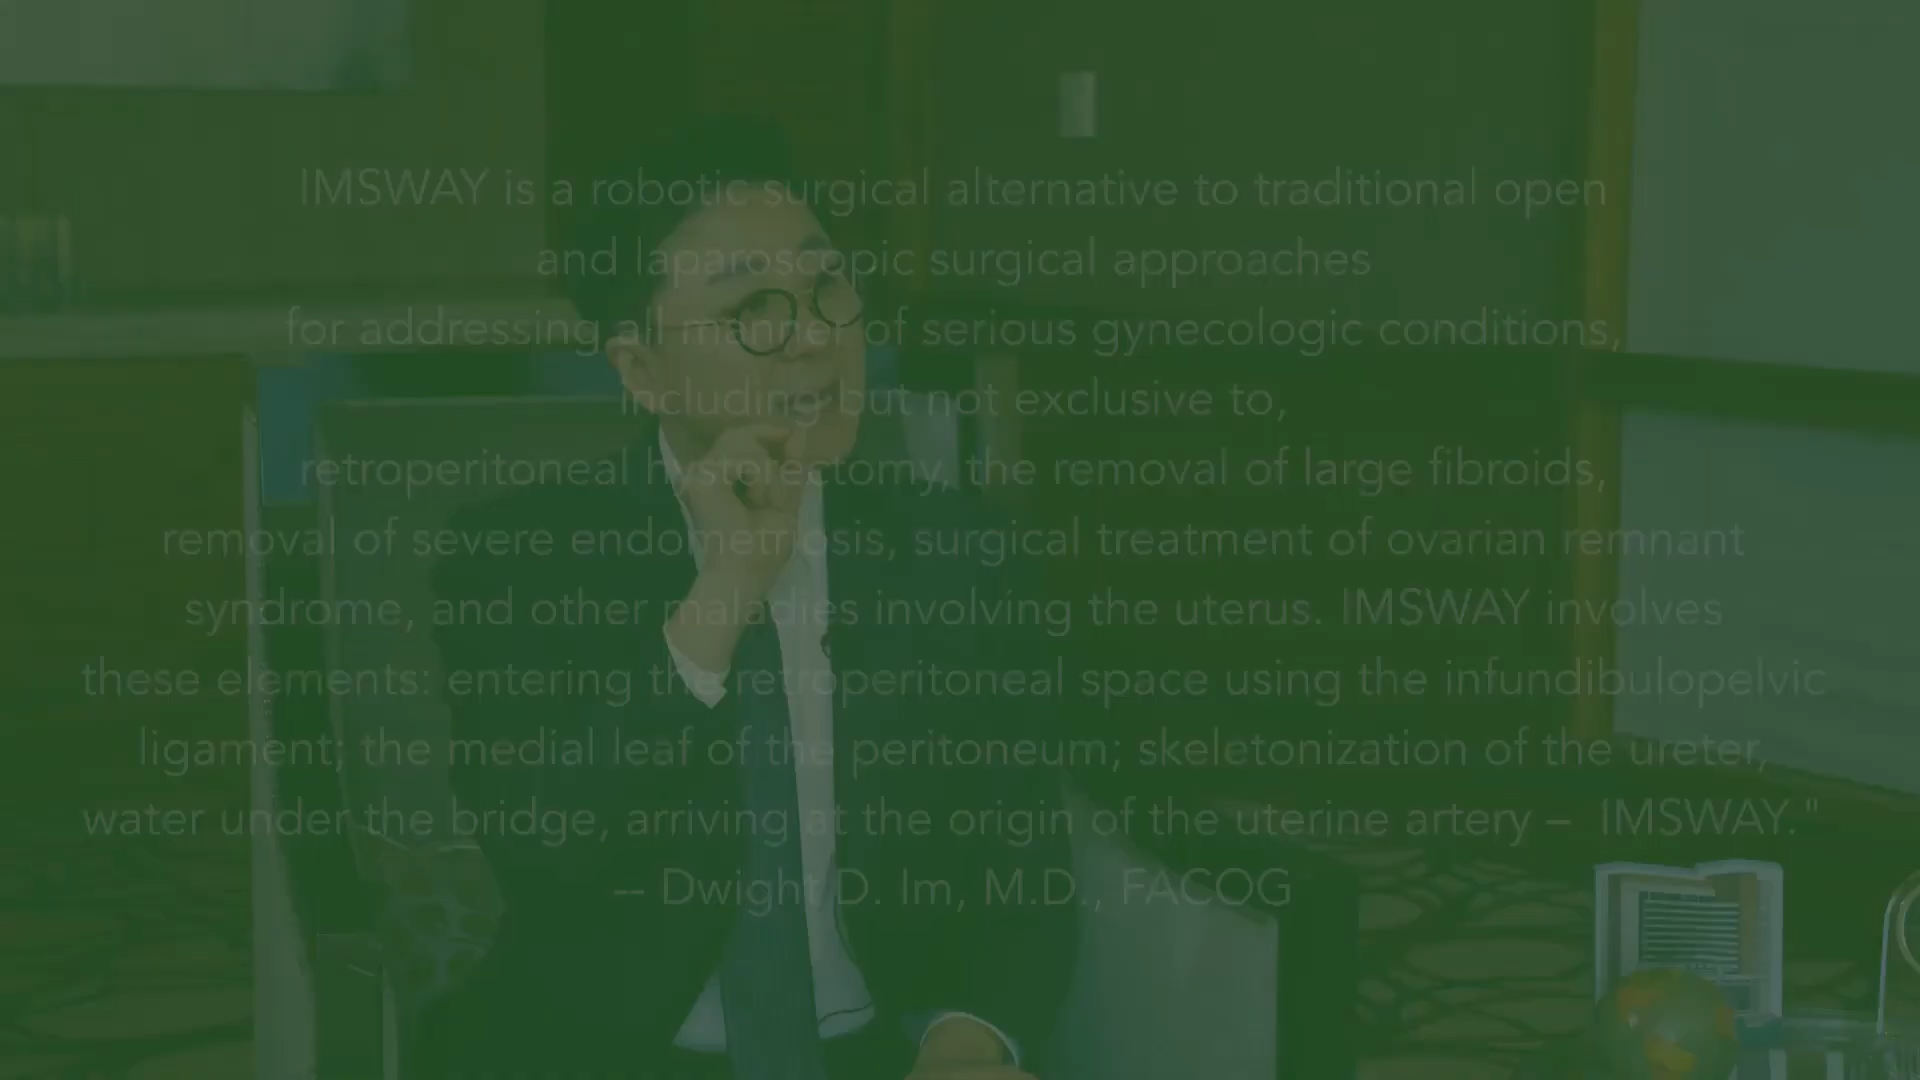 IMSWAY is a robotic surgical alternative to traditional open
and laparoscopic surgical approaches
for addressing all manner of serious gynecologic conditions,
including but not exclusive to,
retroperitoneal hysterectomy, the removal of large fibroids,
removal of severe endometriosis, surgical treatment of ovarian remnant
syndrome, and other maladies involving the uterus. IMSWAY involves
these elements: entering the retroperitoneal space using the infundibulopelvic
ligament; the medial leaf of the peritoneum; skeletonization of the ureter,
water under the bridge, arriving at the origin of the uterine artery – IMSWAY."
-- Dwight D. Im, M.D., FACOG